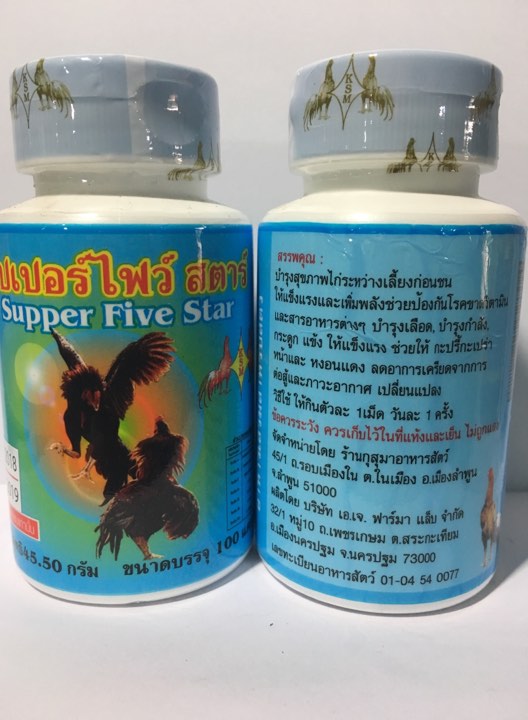 KSM
ปเปอร์ไฟว์ สตาร์
Supper Five Star
2018
2019
45.50 กรัม ขนาดบรรจุ 100
KSM
K
สรรพคุณ :
บำรุงสุขภาพไก่ระหว่างเลี้ยงก่อนชน
ให้แข็งแรงและเพิ่มพลังช่วยป้องกันโรคขาดวิตามิน
และสารอาหารต่างๆ บำรุงเลือด, บำรุงกำลัง,
กระดูก แข้ง ให้แข็งแรง ช่วยให้ กะปรี้กะเปร่า
หน้าและ หงอนแดง ลดอาการเครียดจากการ
ต่อสู้และภาวะอากาศ เปลี่ยนแปลง
วิธีใช้ ให้กินตัวละ 1เม็ด วันละ 1 ครั้ง
ข้อควรระวัง ควรเก็บไว้ในที่แห้งและเย็น ไม่ถูกแสง
จัดจำหน่ายโดย ร้านกุสุมาอาหารสัตว์
45/1 ถ.รอบเมืองใน ต.ในเมือง อ.เมืองลำพูน
จ.ลำพูน 51000
ผลิตโดย บริษัท เอ.เจ. ฟาร์มา แล็บ จำกัด
32/1 หมู่10 ถ.เพชรเกษม ต.สระกะเทียม
อ.เมืองนครปฐม จ.นครปฐม 73000
เลขทะเบียนอาหารสัตว์ 01-04 54 0077